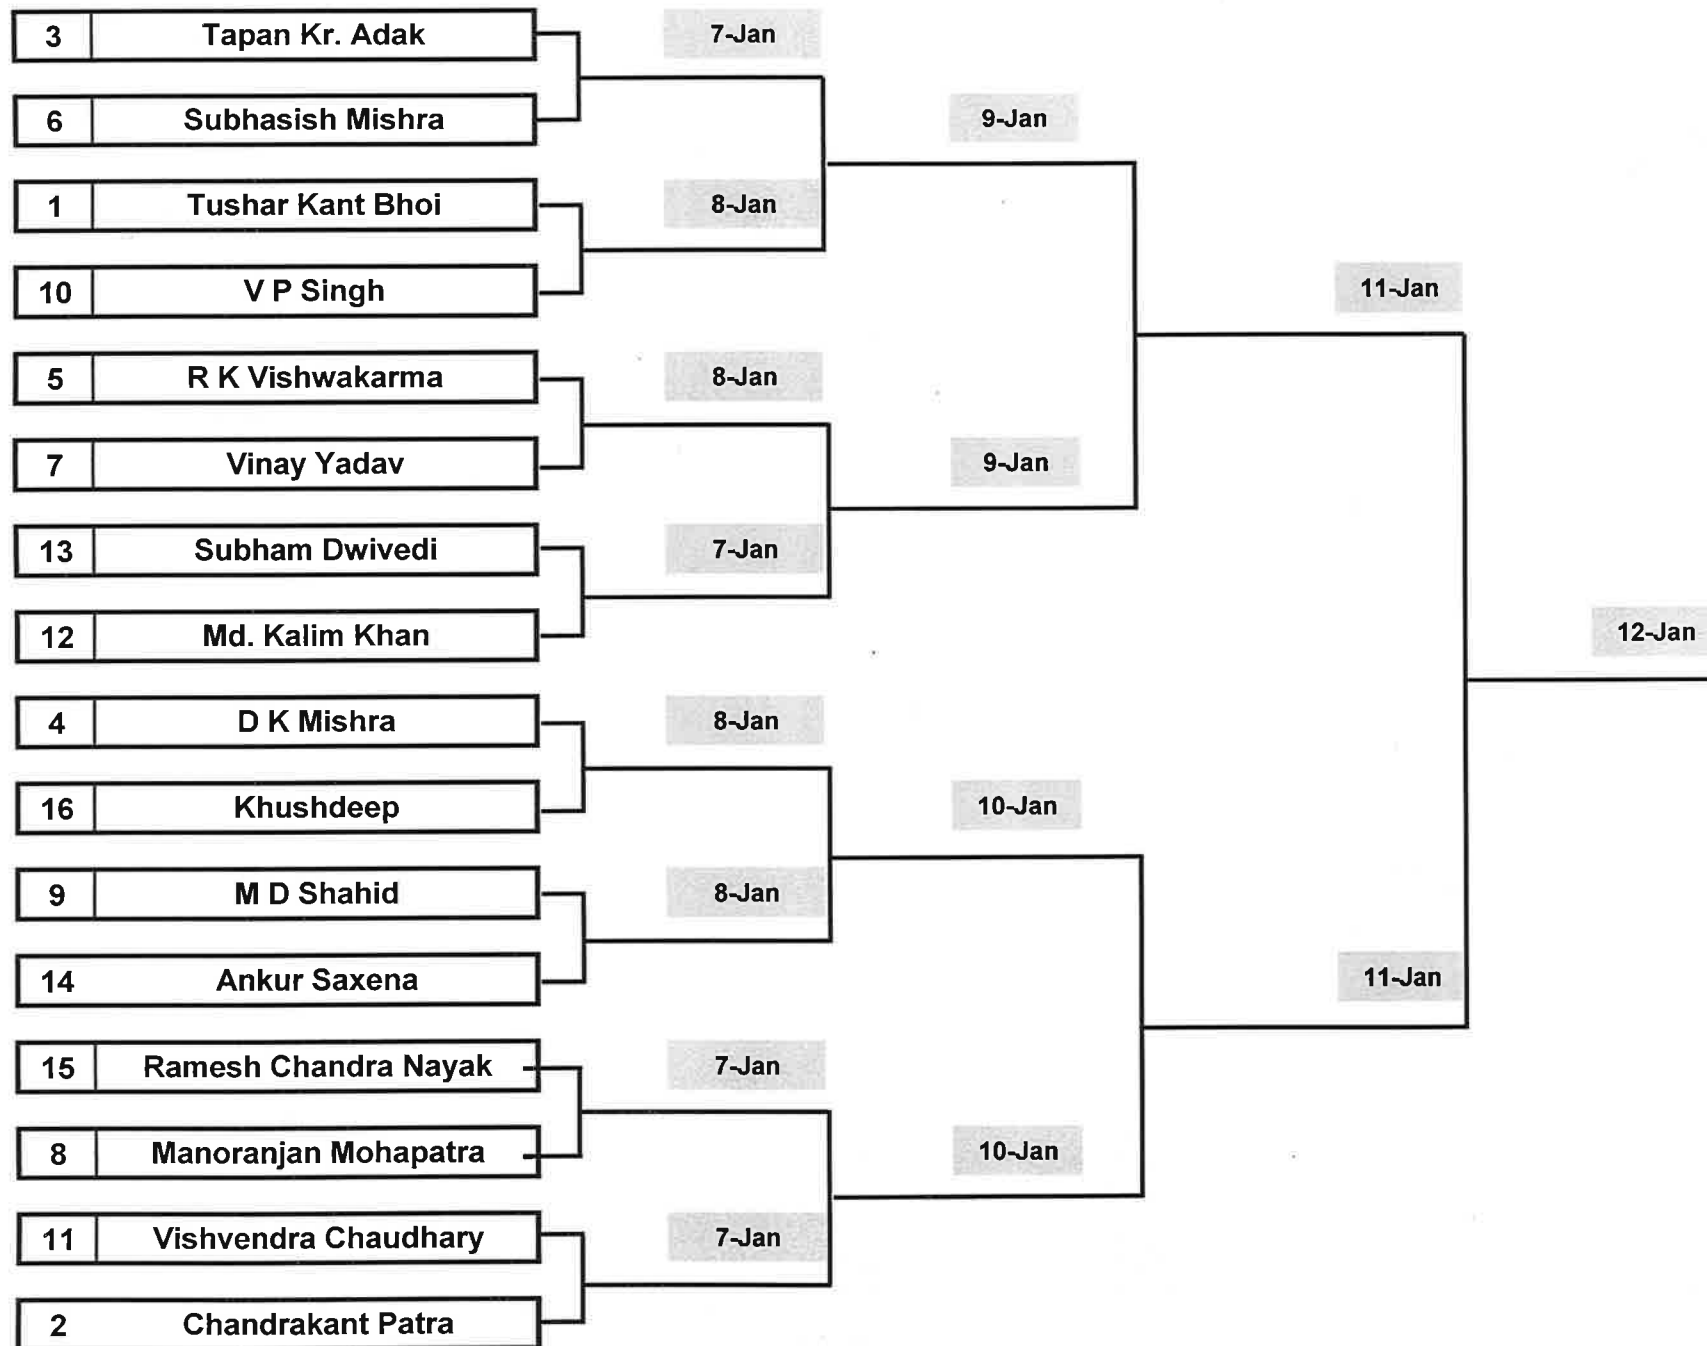 3 Tapan Kr. Adak 7-Jan
6 Subhasish Mishra 9-Jan
1 Tushar Kant Bhoi 8-Jan
10 V P Singh 11-Jan
5 R K Vishwakarma 8-Jan
7 Vinay Yadav 9-Jan
13 Subham Dwivedi 7-Jan
12 Md. Kalim Khan 12-Jan
4 D K Mishra 8-Jan
16 Khushdeep 10-Jan
9 M D Shahid 8-Jan
14 Ankur Saxena 11-Jan
15 Ramesh Chandra Nayak 7-Jan
8 Manoranjan Mohapatra 10-Jan
11 Vishvendra Chaudhary 7-Jan
2 Chandrakant Patra